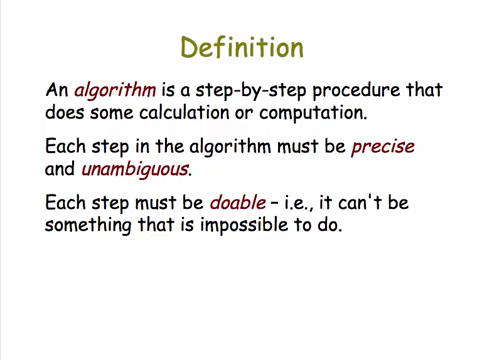 Definition
An algorithm is a step-by-step procedure that
does some calculation or computation.
Each step in the algorithm must be precise
and unambiguous.
Each step must be doable – i.e., it can't be
something that is impossible to do.